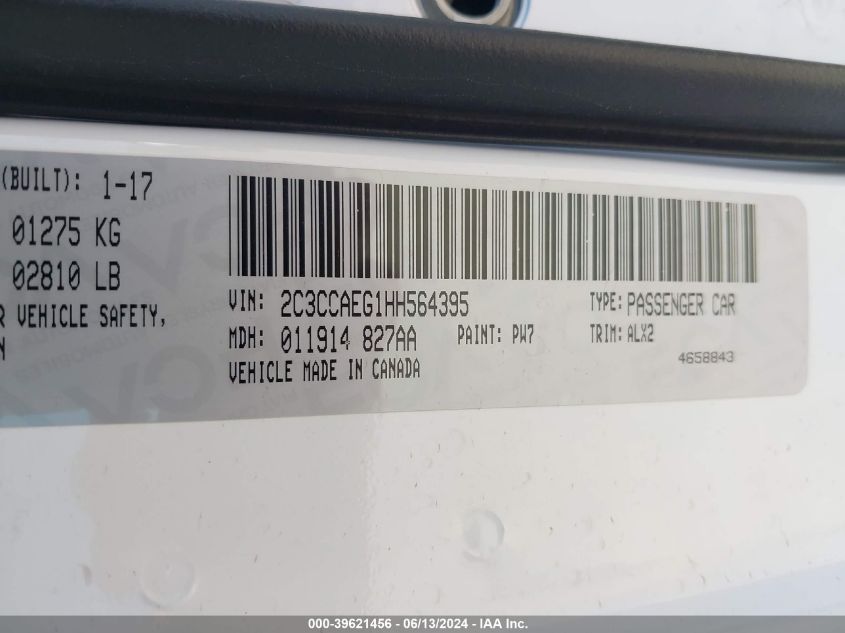 (BUILT): 1-17
01275 KG
02810 LB
R VEHICLE SAFETY,
N
VIN: 2C3CCAEG1HH564395 TYPE: PASSENGER CAR
MDH: 011914 827AA PAINT: PW7 TRIM: ALX2
VEHICLE MADE IN CANADA 4658843
000-39621456 - 06/13/2024 - IAA Inc.